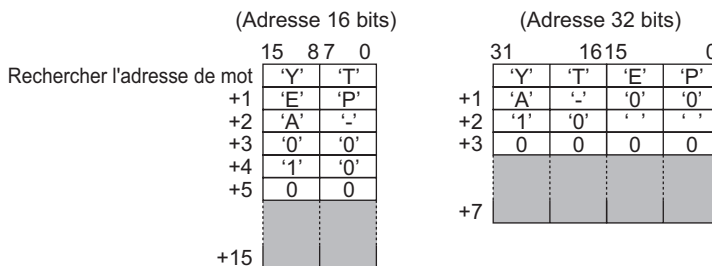 (Adresse 16 bits) (Adresse 32 bits)
15 8 7 0 31 16 15 0
Rechercher l'adresse de mot ‘Y’ ‘T’ ‘Y’ ‘T’ ‘E’ ‘P’
+1 ‘E’ ‘P’ +1 ‘A’ ‘-’ ‘0’ ‘0’
+2 ‘A’ ‘-’ +2 ‘1’ ‘0’ ‘ ’ ‘ ’
+3 ‘0’ ‘0’ +3 0 0 0 0
+4 ‘1’ ‘0’
+5 0 0
+7
+15